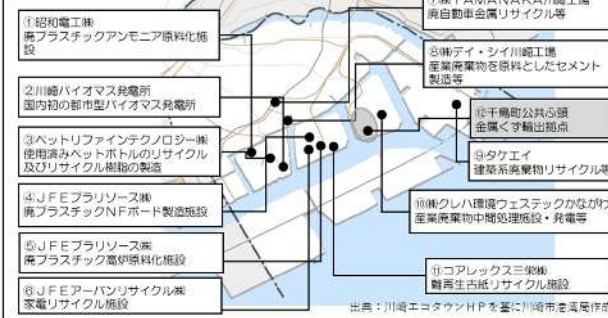 ①昭和電工㈱
廃プラスチックアンモニア原料化施
設
②川崎バイオマス発電所
国内初の都市型バイオマス発電所
③ペットリファインテクノロジー㈱
使用済みペットボトルのリサイクル
及びリサイクル樹脂の製造
④JFEプラリソース㈱
廃プラスチックNFボード製造施設
⑤JFEプラリソース㈱
廃プラスチック高炉原料化施設
⑥JFEアーバンリサイクル㈱
家電リサイクル施設
⑦㈱YAMANAKA川崎工場
廃自動車金属リサイクル等
⑧㈱デイ・シイ川崎工場
産業廃棄物を原料としたセメント
製造等
⑫千鳥町公共ふ頭
金属くず輸出拠点
⑨タケエイ
建築系廃棄物リサイクル等
⑩㈱クレハ環境ウェステックかながわ
産業廃棄物中間処理施設・発電等
⑪コアレックス三栄㈱
難再生古紙リサイクル施設
出典：川崎エコタウンHPを基に川崎市港湾局作成